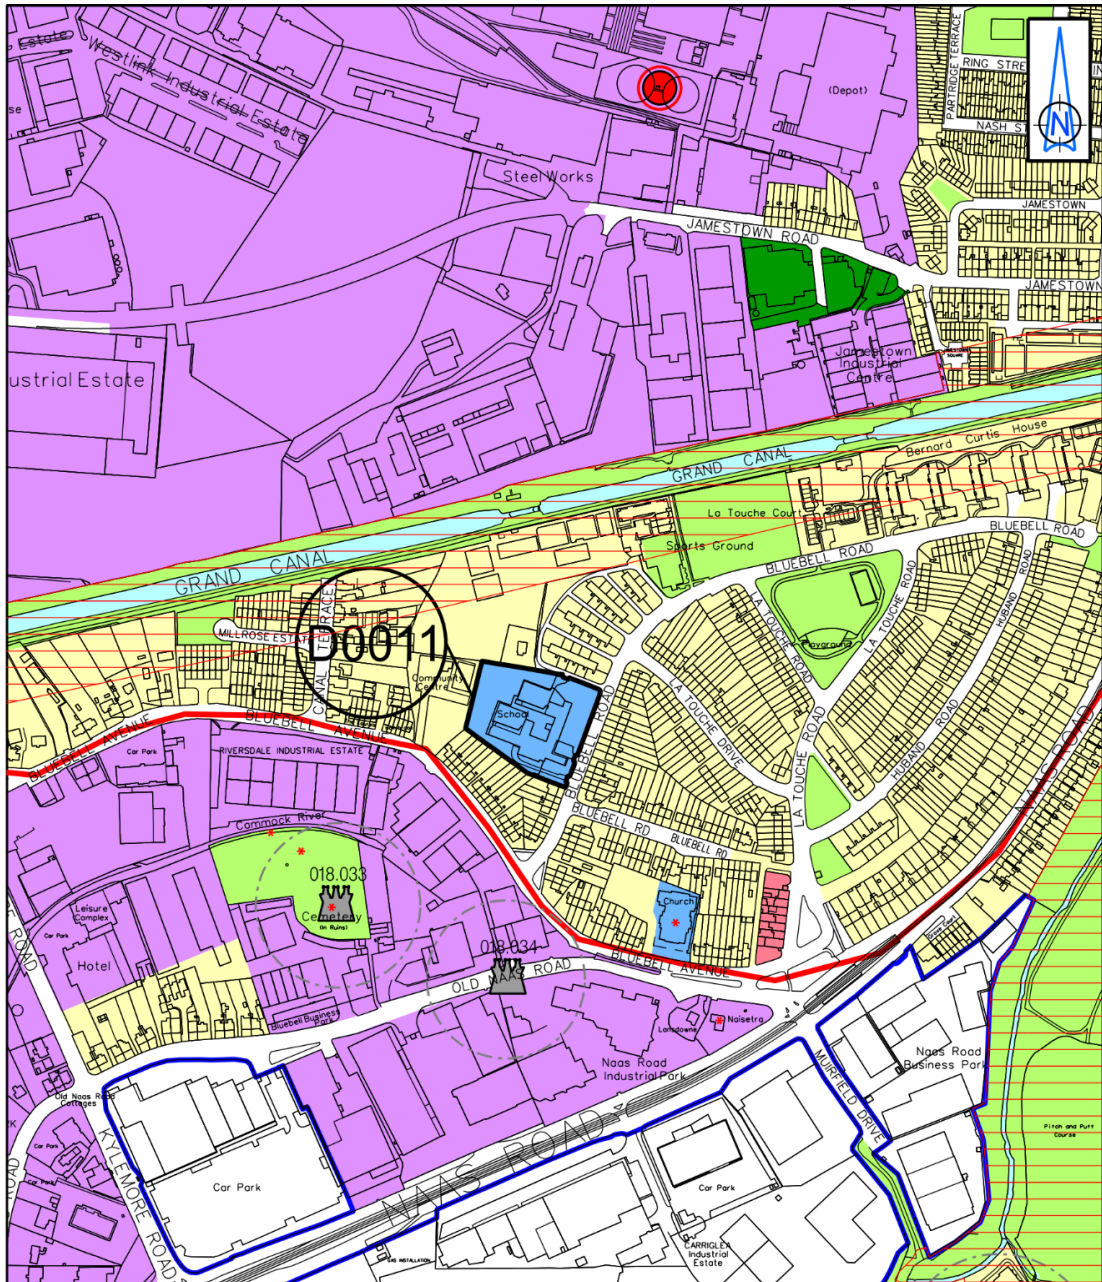 Estate
Westlink Industrial Estate
(Depot)
PARTRIDGE TERRACE
RING STRE
NASH ST
N
Steel Works
JAMESTOWN
JAMESTOWN ROAD
JAMESTOWN
Jamestown
Industrial
Centre
ustrial Estate
GRAND CANAL
Bernard Curtis House
La Touche Court
Sports Ground
BLUEBELL ROAD
BLUEBELL ROAD
GRAND CANAL
MILLROSE ESTATE
CANAL TERRACE
D0011
Community
Centre
School
BLUEBELL ROAD
LA TOUCHE ROAD
LA TOUCHE ROAD
Playground
HUBAND ROAD
LA TOUCHE DRIVE
LA TOUCHE ROAD
HUBAND ROAD
NAAS ROAD
BLUEBELL AVENUE
BLUEBELL AVENUE
Car Park
RIVERSDALE INDUSTRIAL ESTATE
Cammock River
BLUEBELL RD
BLUEBELL RD
018.033
Cemetery
(In Ruins)
Church
Leisure
Complex
Car Park
Hotel
018.034
OLD NAAS ROAD
BLUEBELL AVENUE
Bluebell Business
Park
Lansdowne
Naisetra
Naas Road
Industrial Park
Naas Road
Business Park
MUIRFIELD DRIVE
Old Naas Road
Cottages
Car Park
Car Park
KYLEMORE ROAD
Car Park
NAAS ROAD
Car Park
Pitch and Putt
Course
GAS INSTALLATION
CARRIGLEA
Industrial
Estate